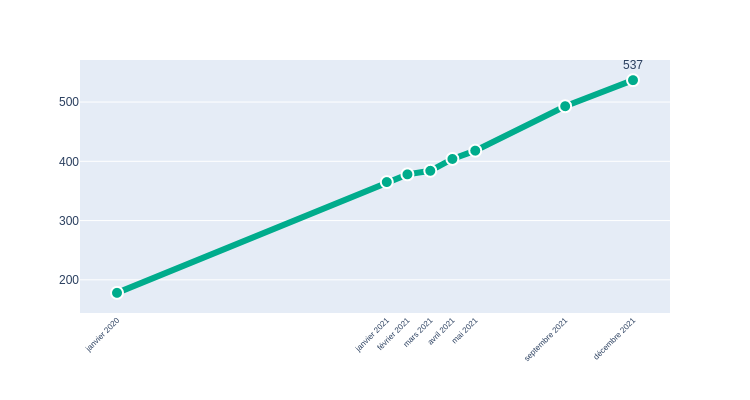 537
500
400
300
200
janvier 2020
janvier 2021
février 2021
mars 2021
avril 2021
mai 2021
septembre 2021
décembre 2021